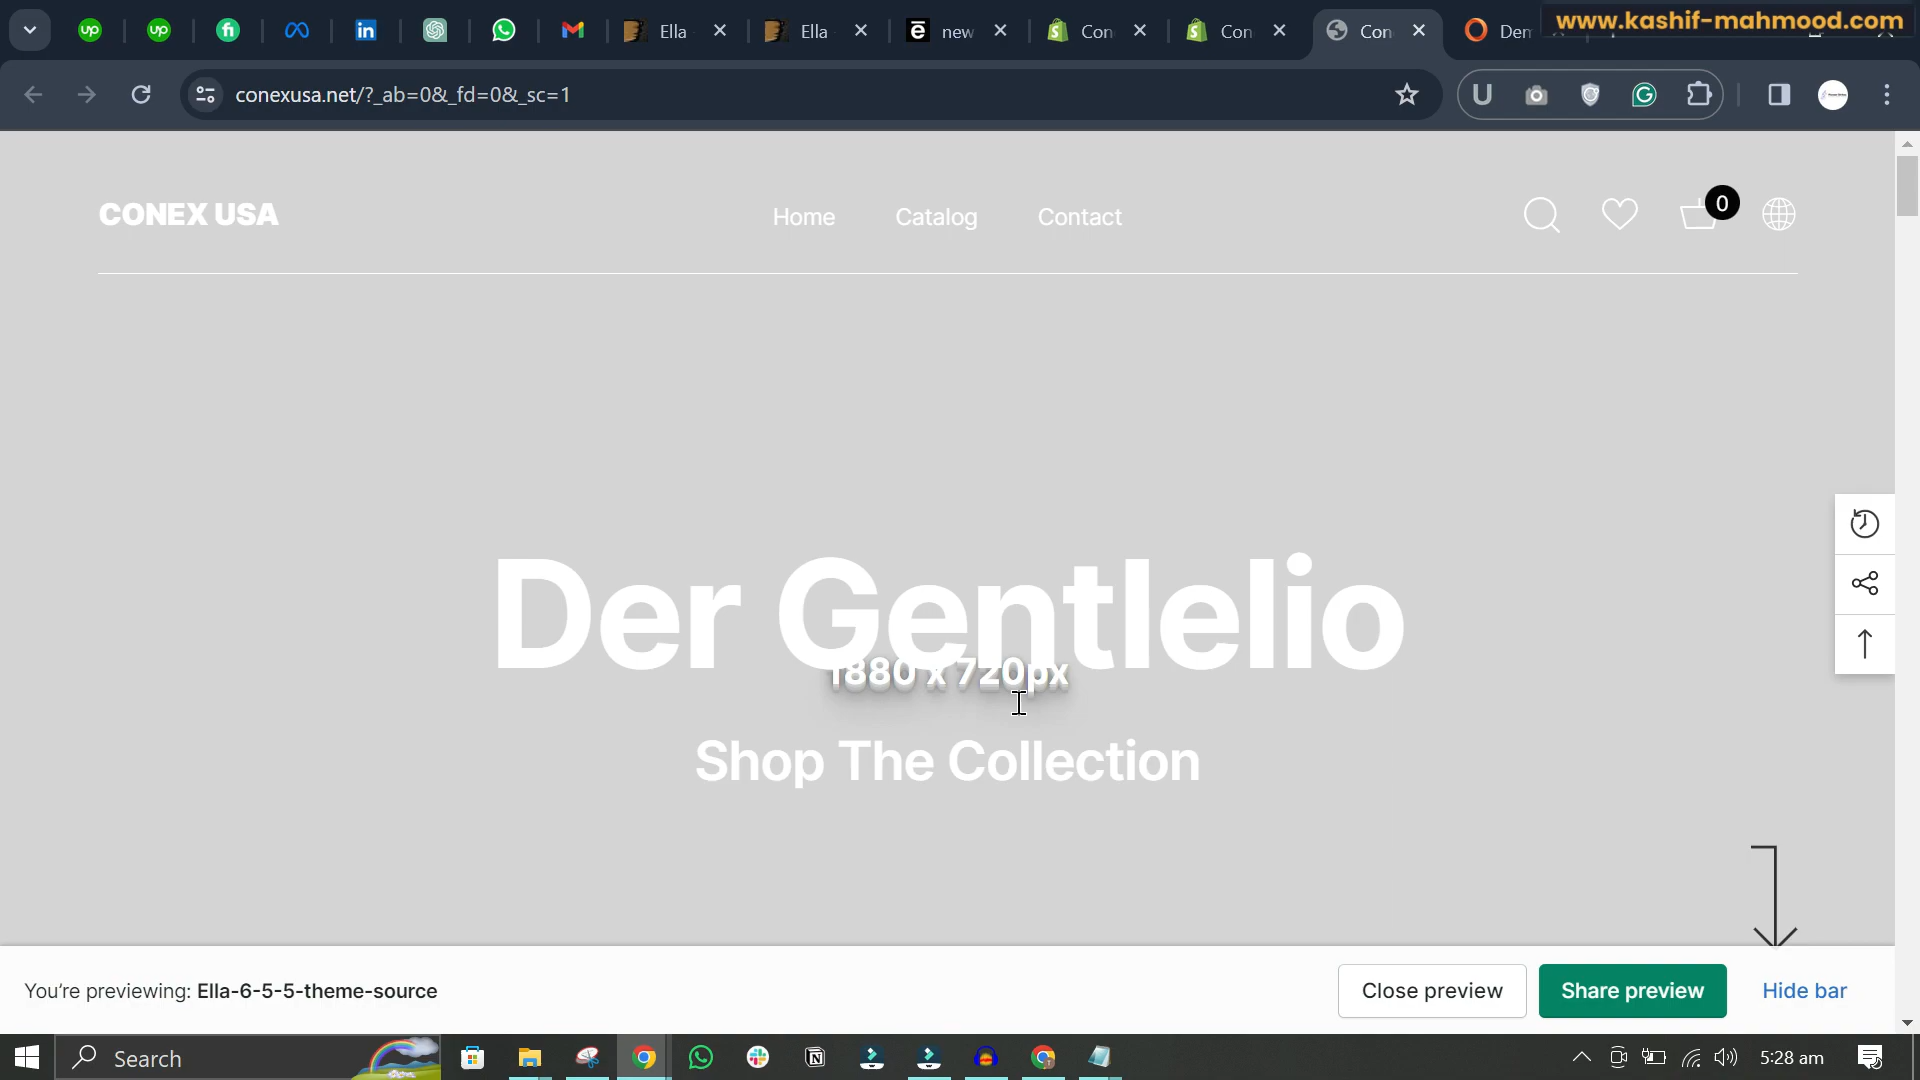 Ella
Ella
new
Con
Con
Con
Den
www.kashif-mahmood.com
conexusa.net/?_ab=0&_fd=0&_sc=1
CONEX USA
Home
Catalog
Contact
0
Der Gentlelio
1880 x 720px
Shop The Collection
You're previewing: Ella-6-5-5-theme-source
Close preview
Share preview
Hide bar
Search
5:28 am